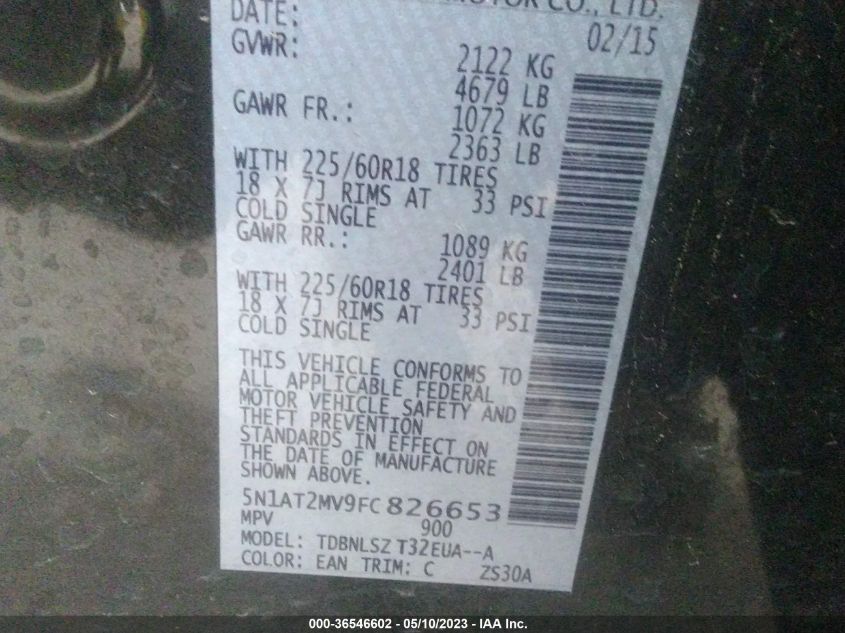 MOTOR CO., LTD.
DATE: 02/15
GVWR: 2122 KG
4679 LB
GAWR FR.: 1072 KG
2363 LB
WITH 225/60R18 TIRES
18 X 7J RIMS AT 33 PSI
COLD SINGLE
GAWR RR.: 1089 KG
2401 LB
WITH 225/60R18 TIRES
18 X 7J RIMS AT 33 PSI
COLD SINGLE
THIS VEHICLE CONFORMS TO
ALL APPLICABLE FEDERAL
MOTOR VEHICLE SAFETY AND
THEFT PREVENTION
STANDARDS IN EFFECT ON
THE DATE OF MANUFACTURE
SHOWN ABOVE.
5N1AT2MV9FC826653
MPV 900
MODEL: TDBNLSZ T32EUA--A
COLOR: EAN TRIM: C ZS30A
000-36546602 - 05/10/2023 - IAA Inc.